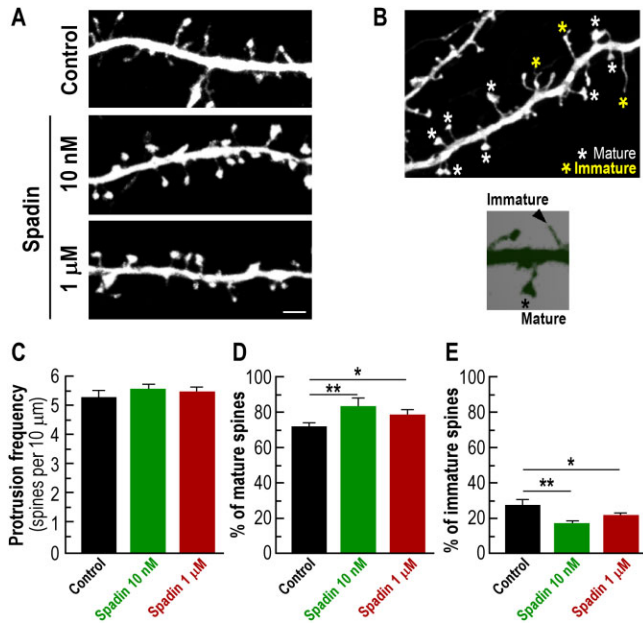 A
Control
Spadin
10 nM
1 µM
B
* Mature
* Immature
Immature
*
Mature
C
Protrusion frequency
(spines per 10 µm)
6
5
4
3
2
1
0
Control
Spadin 10 nM
Spadin 1 µM
D
% of mature spines
100
80
60
40
20
0
*
**
Control
Spadin 10 nM
Spadin 1 µM
E
% of immature spines
100
80
60
40
20
0
*
**
Control
Spadin 10 nM
Spadin 1 µM